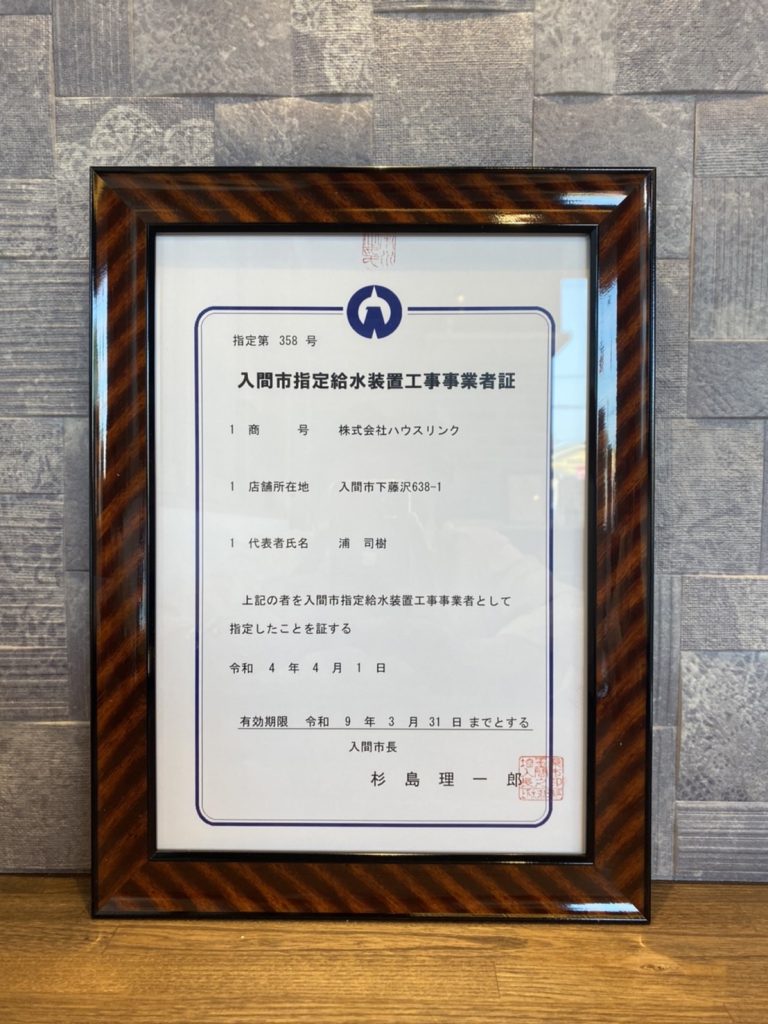 指定第 358 号
入間市指定給水装置工事事業者証
1 商 号 株式会社ハウスリンク
1 店舗所在地 入間市下藤沢638-1
1 代表者氏名 浦 司樹
上記の者を入間市指定給水装置工事事業者として
指定したことを証する
令和 4 年 4 月 1 日
有効期限 令和 9 年 3 月 31 日 までとする
入間市長
杉 島 理 一 郎